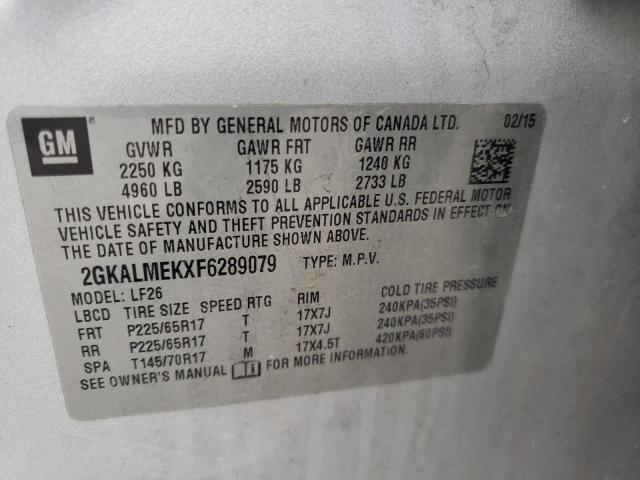 GM ® MFD BY GENERAL MOTORS OF CANADA LTD. 02/15
GVWR GAWR FRT GAWR RR
2250 KG 1175 KG 1240 KG
4960 LB 2590 LB 2733 LB
THIS VEHICLE CONFORMS TO ALL APPLICABLE U.S. FEDERAL MOTOR
VEHICLE SAFETY AND THEFT PREVENTION STANDARDS IN EFFECT ON
THE DATE OF MANUFACTURE SHOWN ABOVE.
2GKALMEKXF6289079 TYPE: M.P.V.
MODEL: LF26
LBCD TIRE SIZE SPEED RTG RIM COLD TIRE PRESSURE
FRT P225/65R17 T 17X7J 240KPA(35PSI)
RR P225/65R17 T 17X7J 240KPA(35PSI)
SPA T145/70R17 M 17X4.5T 420KPA(60PSI)
SEE OWNER'S MANUAL FOR MORE INFORMATION.